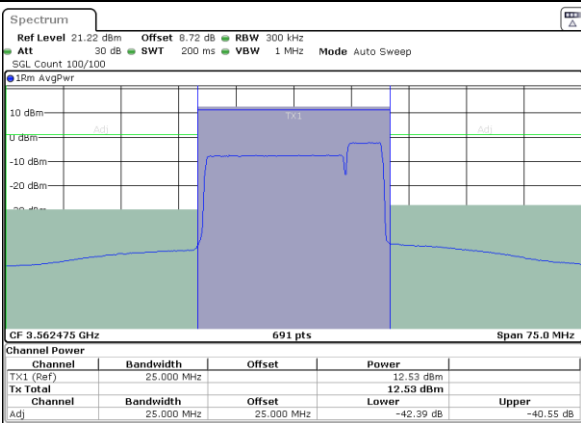 Spectrum
Ref Level 21.22 dBm Offset 8.72 dB RBW 300 kHz
Att 30 dB SWT 200 ms VBW 1 MHz Mode Auto Sweep
SGL Count 100/100
1Rm AvgPwr
10 dBm
TX1
Adj Adj
0 dBm
-10 dBm
-20 dBm
-30 dBm
CF 3.562475 GHz 691 pts Span 75.0 MHz
Channel Power
Channel Bandwidth Offset Power
TX1 (Ref) 25.000 MHz 12.53 dBm
Tx Total 12.53 dBm
Channel Bandwidth Offset Lower Upper
Adj 25.000 MHz 25.000 MHz -42.39 dB -40.55 dB